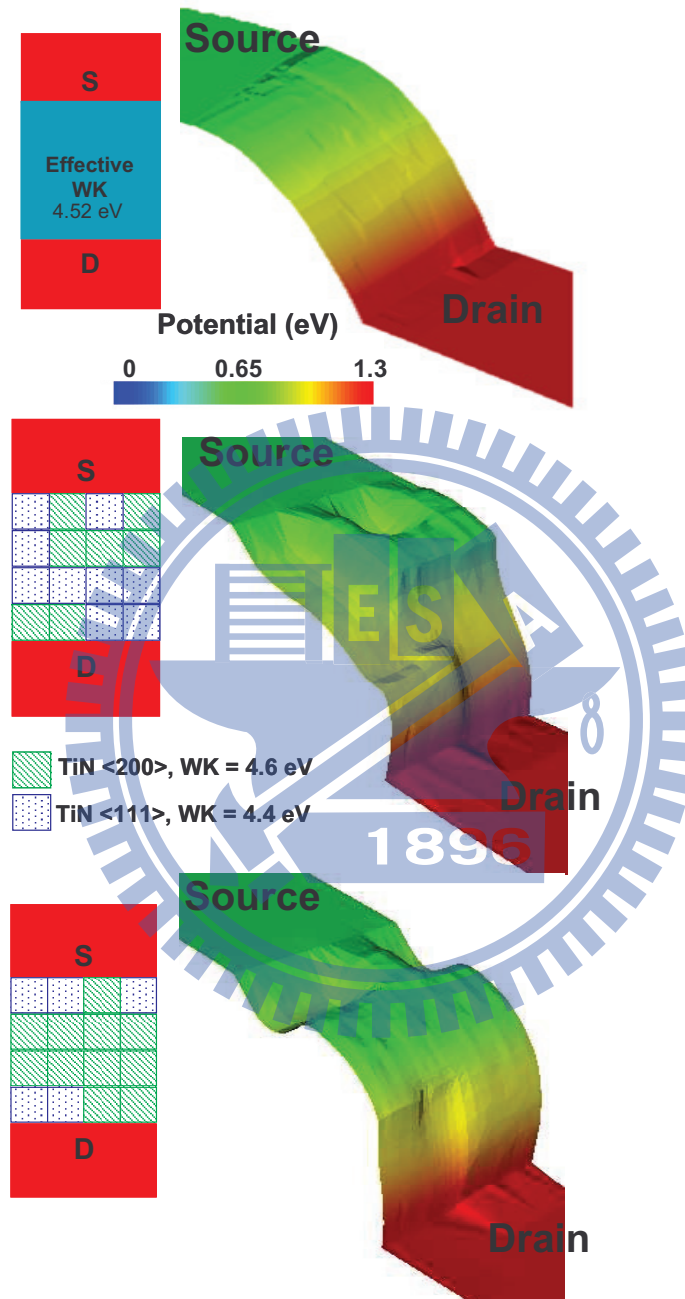 Source
S
Effective
WK
4.52 eV
D
Drain
Potential (eV)
0 0.65 1.3
S
Source
D
TiN <200>, WK = 4.6 eV
TiN <111>, WK = 4.4 eV
Drain
E S A
1896
Source
S
D
Drain